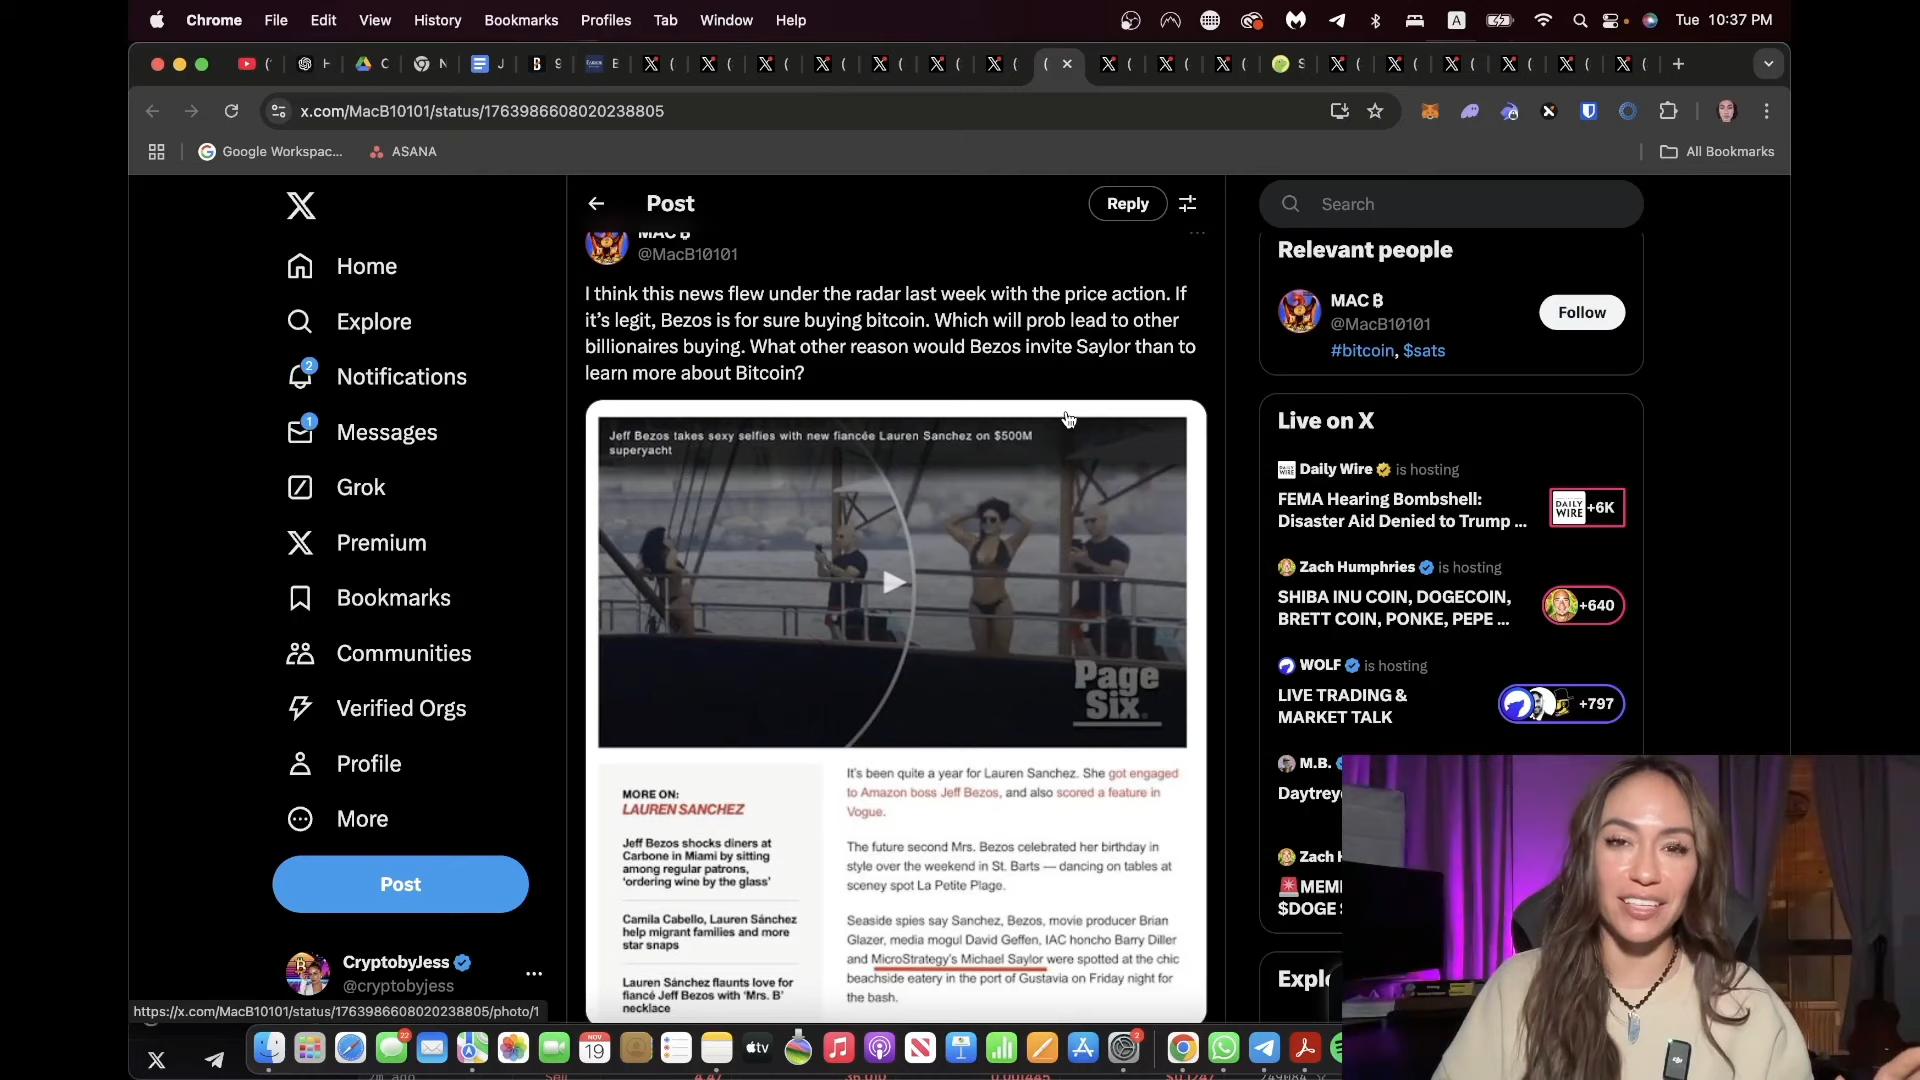 Chrome File Edit View History Bookmarks Profiles Tab Window Help
A
Tue 10:37 PM
x.com/MacB10101/status/1763986608020238805
Google Workspac...
ASANA
All Bookmarks
Post
Reply
Search
MAC ₿
@MacB10101
I think this news flew under the radar last week with the price action. If
it’s legit, Bezos is for sure buying bitcoin. Which will prob lead to other
billionaires buying. What other reason would Bezos invite Saylor than to
learn more about Bitcoin?
Home
Explore
2
Notifications
1
Messages
Grok
Premium
Bookmarks
Communities
Verified Orgs
Profile
More
Post
CryptobyJess
@cryptobyjess
https://x.com/MacB10101/status/1763986608020238805/photo/1
Jeff Bezos takes sexy selfies with new fiancée Lauren Sanchez on $500M
superyacht
Page
Six
MORE ON:
LAUREN SANCHEZ
Jeff Bezos shocks diners at
Carbone in Miami by sitting
among regular patrons,
‘ordering wine by the glass’
Camila Cabello, Lauren Sánchez
help migrant families and more
star snaps
Lauren Sánchez flaunts love for
fiancé Jeff Bezos with ‘Mrs. B’
necklace
It’s been quite a year for Lauren Sanchez. She got engaged
to Amazon boss Jeff Bezos, and also scored a feature in
Vogue.
The future second Mrs. Bezos celebrated her birthday in
style over the weekend in St. Barts — dancing on tables at
sceney spot La Petite Plage.
Seaside spies say Sanchez, Bezos, movie producer Brian
Glazer, media mogul David Geffen, IAC honcho Barry Diller
and MicroStrategy’s Michael Saylor were spotted at the chic
beachside eatery in the port of Gustavia on Friday night for
the bash.
Relevant people
MAC ₿
@MacB10101
Follow
#bitcoin, $sats
Live on X
Daily Wire is hosting
FEMA Hearing Bombshell:
Disaster Aid Denied to Trump ...
DAILY
WIRE
+6K
Zach Humphries is hosting
SHIBA INU COIN, DOGECOIN,
BRETT COIN, PONKE, PEPE ...
+640
WOLF is hosting
LIVE TRADING &
MARKET TALK
+797
M.B.
Daytrey
Zach
$DOGE
NOV
19
22
tv
2